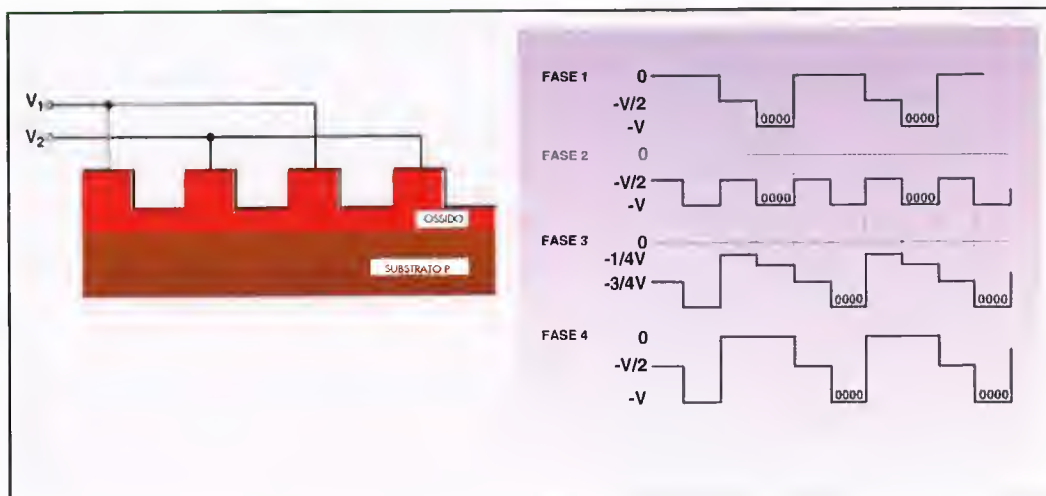 V1
V2
OSSIDO
SUBSTRATO P
FASE 1
0
-V/2
-V
0000
0000
FASE 2
0
-V/2
-V
0000
0000
FASE 3
0
-1/4V
-3/4V
0000
0000
FASE 4
0
-V/2
-V
0000
0000